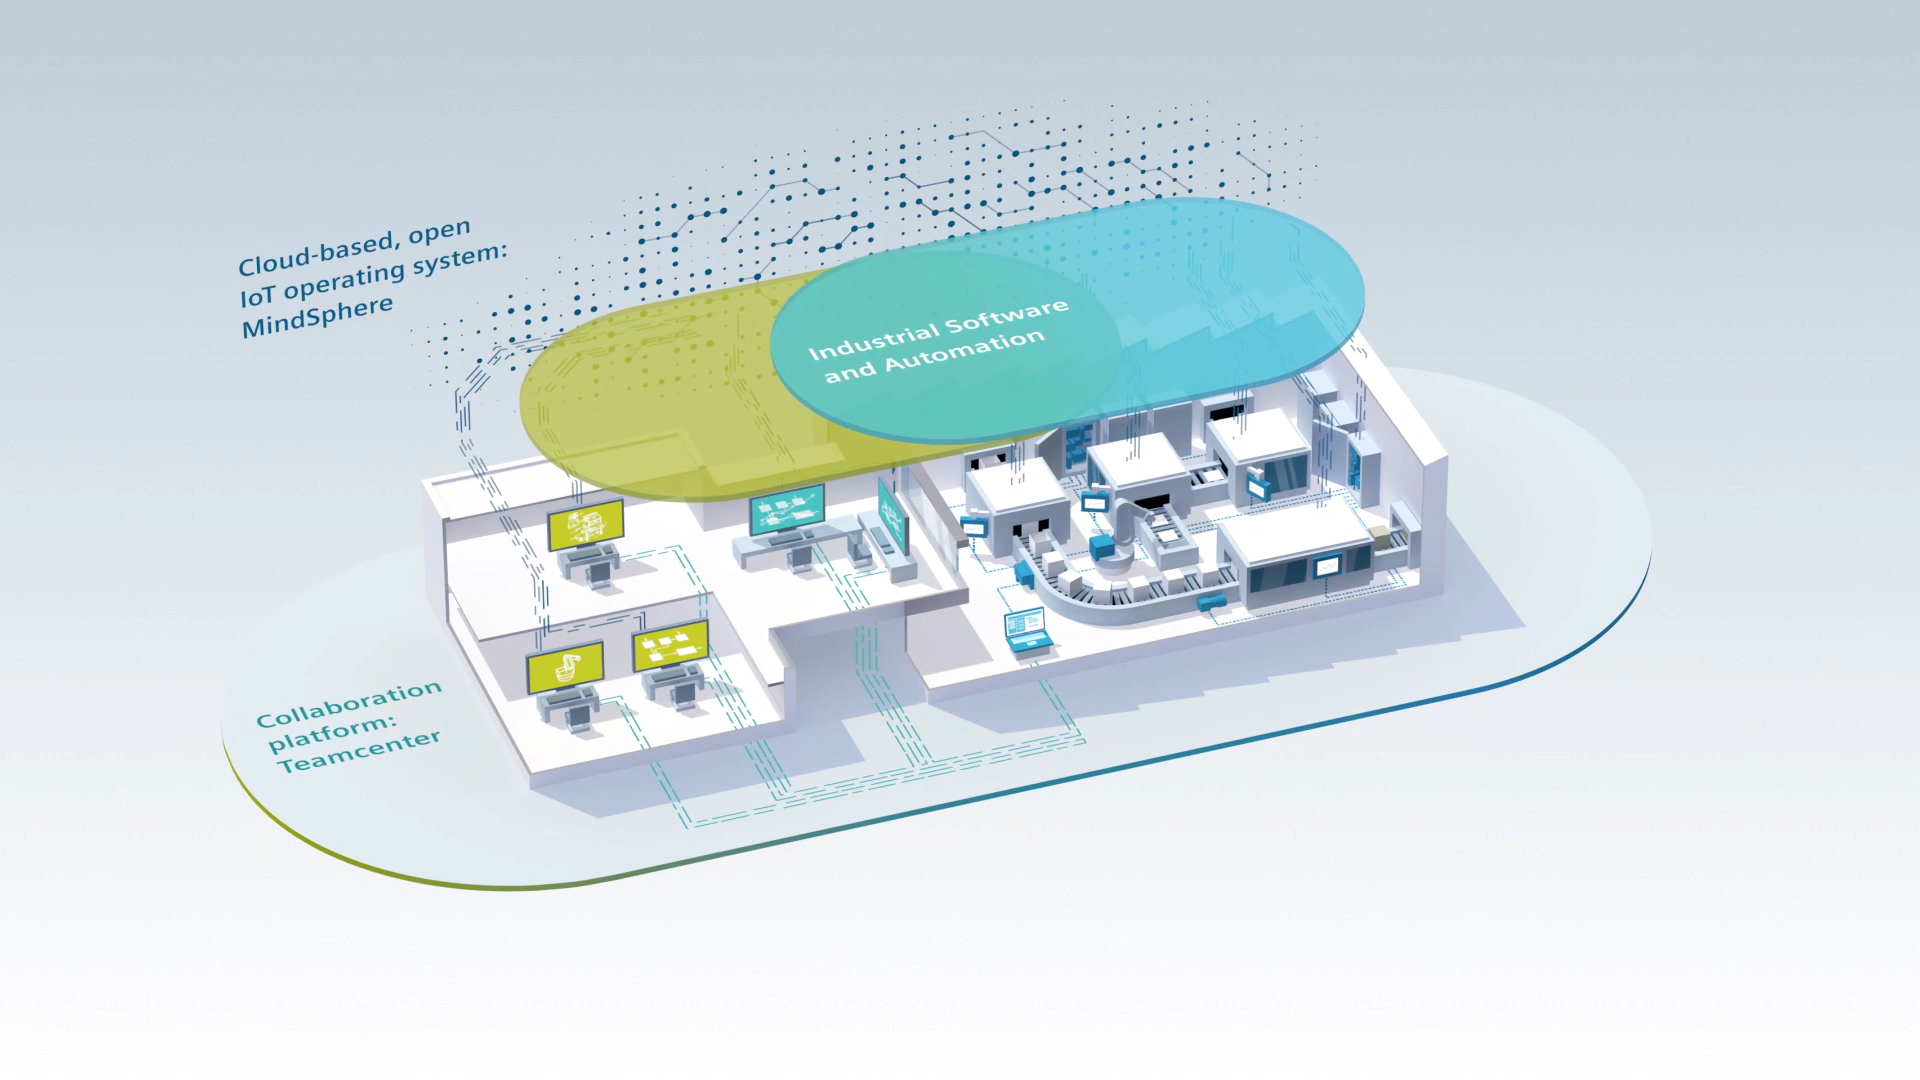 Cloud-based, open
IoT operating system:
MindSphere
Industrial Software
and Automation
Collaboration
platform:
Teamcenter